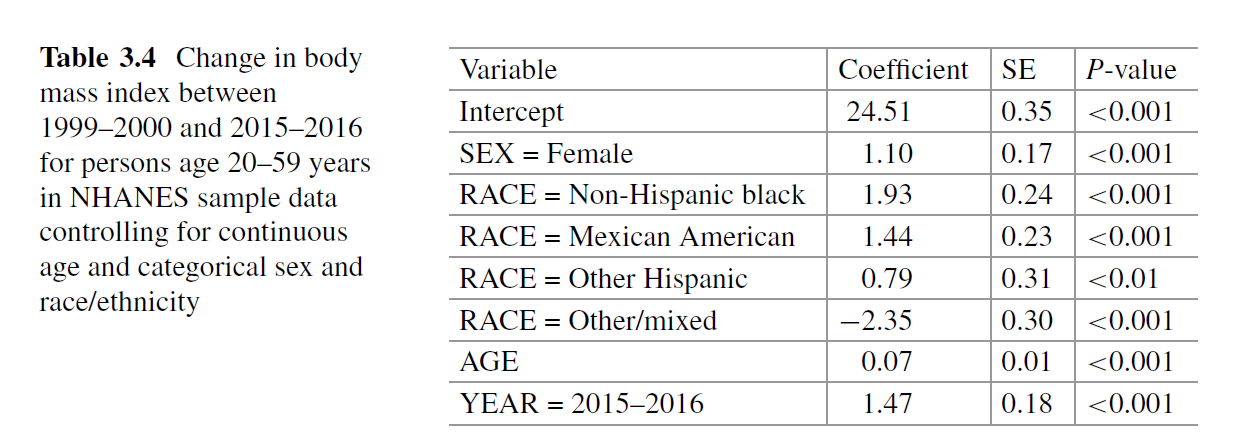 Table 3.4 Change in body
mass index between
1999–2000 and 2015–2016
for persons age 20–59 years
in NHANES sample data
controlling for continuous
age and categorical sex and
race/ethnicity
Variable Coefficient SE P-value
Intercept 24.51 0.35 <0.001
SEX = Female 1.10 0.17 <0.001
RACE = Non-Hispanic black 1.93 0.24 <0.001
RACE = Mexican American 1.44 0.23 <0.001
RACE = Other Hispanic 0.79 0.31 <0.01
RACE = Other/mixed −2.35 0.30 <0.001
AGE 0.07 0.01 <0.001
YEAR = 2015–2016 1.47 0.18 <0.001